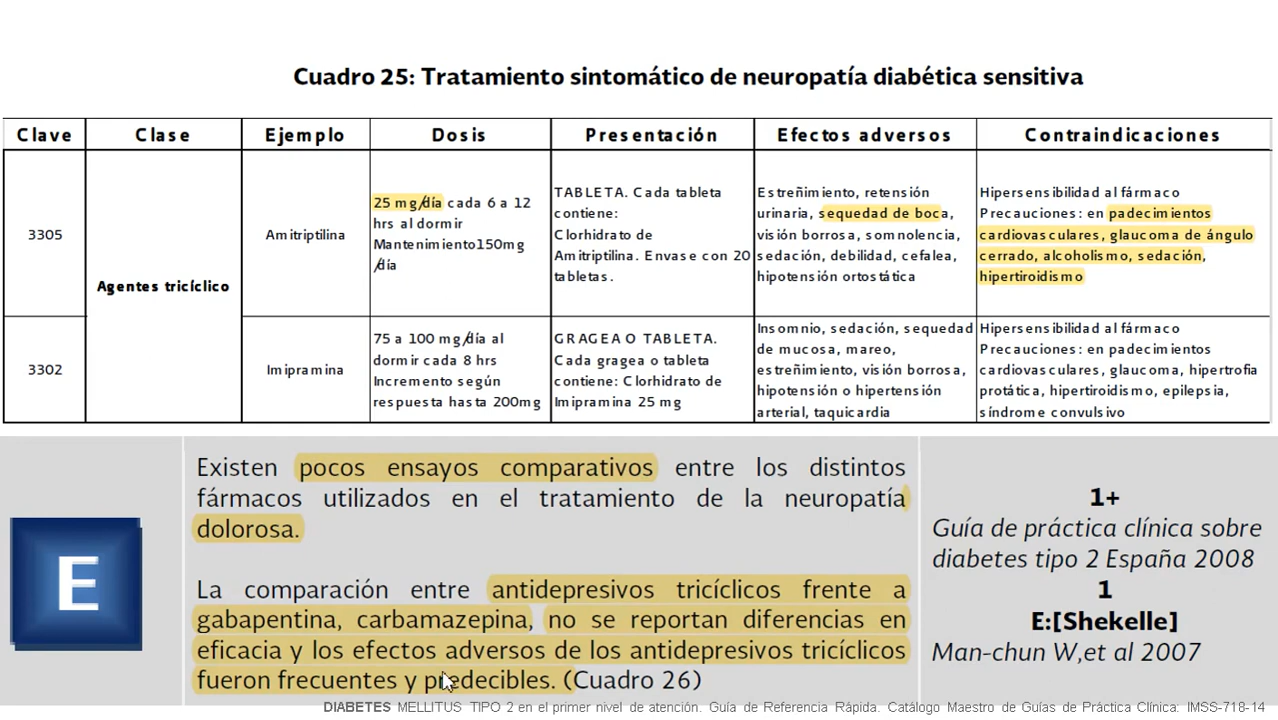 Cuadro 25: Tratamiento sintomático de neuropatía diabética sensitiva
Clave Clase Ejemplo Dosis Presentación Efectos adversos Contraindicaciones
3305
Agentes tricíclico
Amitriptilina
25 mg/día cada 6 a 12
hrs al dormir
Mantenimiento150mg
/día
TABLETA. Cada tableta
contiene:
Clorhidrato de
Amitriptilina. Envase con 20
tabletas.
Estreñimiento, retensión
urinaria, sequedad de boca,
visión borrosa, somnolencia,
sedación, debilidad, cefalea,
hipotensión ortostática
Hipersensibilidad al fármaco
Precauciones: en padecimientos
cardiovasculares, glaucoma de ángulo
cerrado, alcoholismo, sedación,
hipertiroidismo
3302
Imipramina
75 a 100 mg/día al
dormir cada 8 hrs
Incremento según
respuesta hasta 200mg
GRAGEA O TABLETA.
Cada gragea o tableta
contiene: Clorhidrato de
Imipramina 25 mg
Insomnio, sedación, sequedad
de mucosa, mareo,
estreñimiento, visión borrosa,
hipotensión o hipertensión
arterial, taquicardia
Hipersensibilidad al fármaco
Precauciones: en padecimientos
cardiovasculares, glaucoma, hipertrofia
protática, hipertiroidismo, epilepsia,
síndrome convulsivo
E
Existen pocos ensayos comparativos entre los distintos
fármacos utilizados en el tratamiento de la neuropatía
dolorosa.
La comparación entre antidepresivos tricíclicos frente a
gabapentina, carbamazepina, no se reportan diferencias en
eficacia y los efectos adversos de los antidepresivos tricíclicos
fueron frecuentes y predecibles. (Cuadro 26)
1+
Guía de práctica clínica sobre
diabetes tipo 2 España 2008
1
E:[Shekelle]
Man-chun W,et al 2007
DIABETES MELLITUS TIPO 2 en el primer nivel de atención. Guía de Referencia Rápida. Catálogo Maestro de Guías de Práctica Clínica: IMSS-718-14